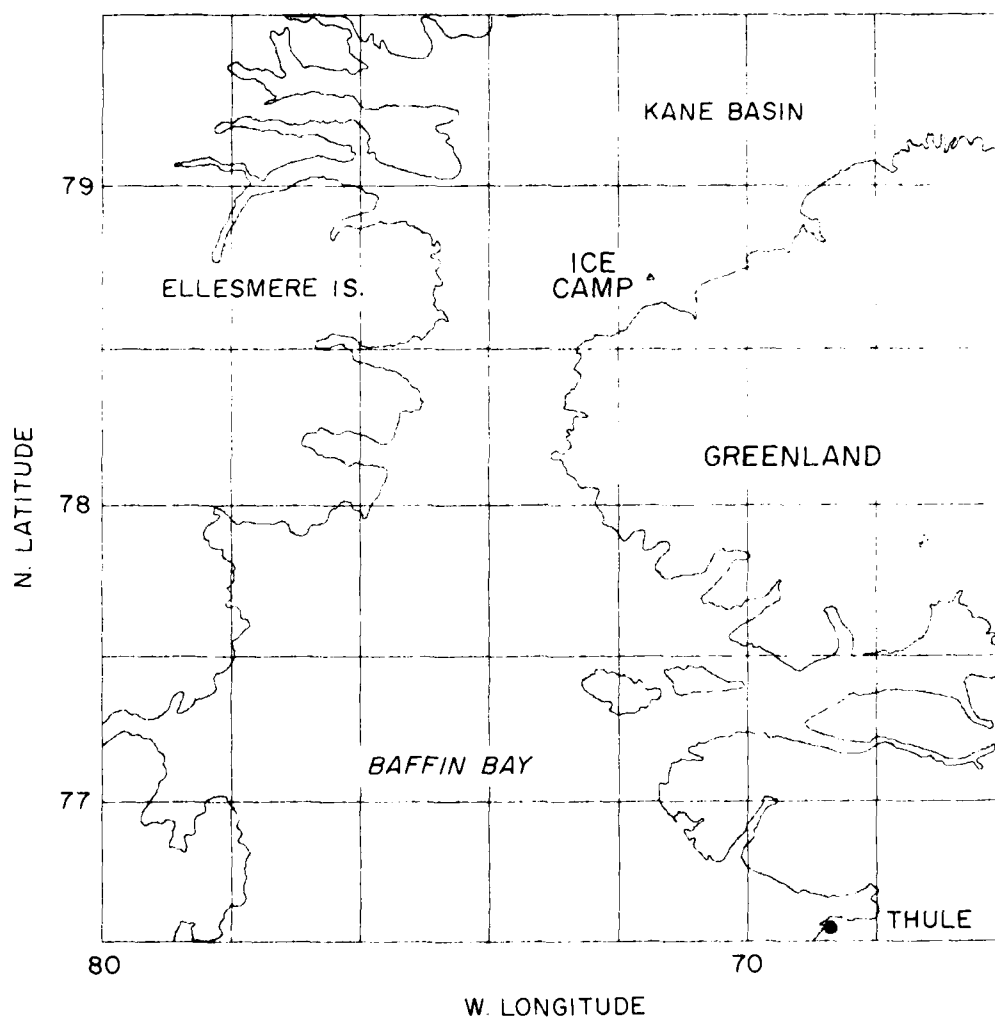 KANE BASIN
79
ICE
CAMP
ELLESMERE IS.
N. LATITUDE
GREENLAND
78
BAFFIN BAY
77
THULE
80
70
W. LONGITUDE